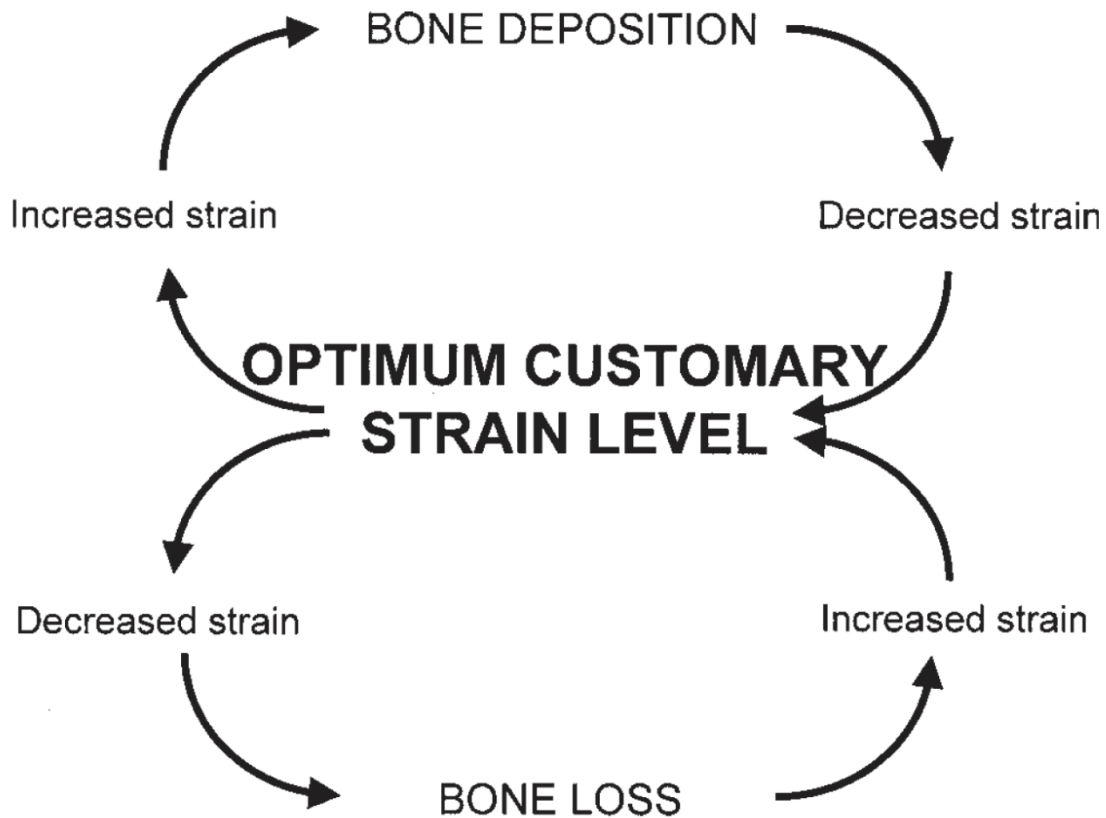 BONE DEPOSITION
Increased strain
Decreased strain
OPTIMUM CUSTOMARY
STRAIN LEVEL
Decreased strain
Increased strain
BONE LOSS